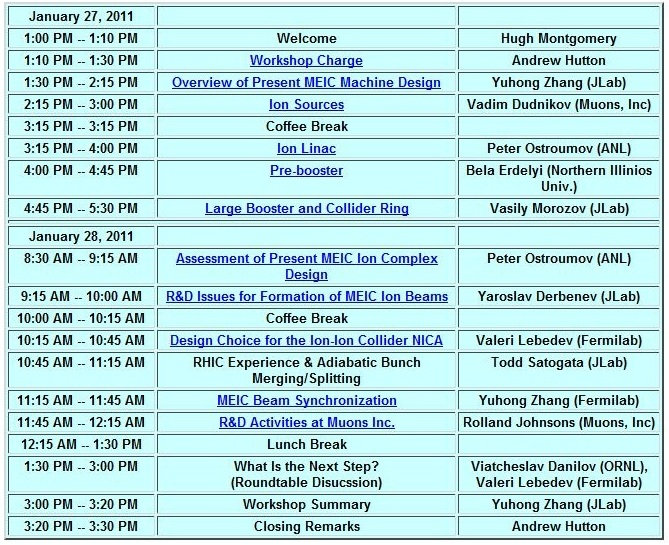 January 27, 2011
1:00 PM -- 1:10 PM Welcome Hugh Montgomery
1:10 PM -- 1:30 PM Workshop Charge Andrew Hutton
1:30 PM -- 2:15 PM Overview of Present MEIC Machine Design Yuhong Zhang (JLab)
2:15 PM -- 3:00 PM Ion Sources Vadim Dudnikov (Muons, Inc)
3:15 PM -- 3:15 PM Coffee Break
3:15 PM -- 4:00 PM Ion Linac Peter Ostroumov (ANL)
4:00 PM -- 4:45 PM Pre-booster Bela Erdelyi (Northern Illinios
Univ.)
4:45 PM -- 5:30 PM Large Booster and Collider Ring Vasily Morozov (JLab)
January 28, 2011
8:30 AM -- 9:15 AM Assessment of Present MEIC Ion Complex Peter Ostroumov (ANL)
Design
9:15 AM -- 10:00 AM R&D Issues for Formation of MEIC Ion Beams Yaroslav Derbenev (JLab)
10:00 AM -- 10:15 AM Coffee Break
10:15 AM -- 10:45 AM Design Choice for the Ion-Ion Collider NICA Valeri Lebedev (Fermilab)
10:45 AM -- 11:15 AM RHIC Experience & Adiabatic Bunch Todd Satogata (JLab)
Merging/Splitting
11:15 AM -- 11:45 AM MEIC Beam Synchronization Yuhong Zhang (Fermilab)
11:45 AM -- 12:15 AM R&D Activities at Muons Inc. Rolland Johnsons (Muons, Inc)
12:15 AM -- 1:30 PM Lunch Break
1:30 PM -- 3:00 PM What Is the Next Step? Viatcheslav Danilov (ORNL),
(Roundtable Disucssion) Valeri Lebedev (Fermilab)
3:00 PM -- 3:20 PM Workshop Summary Yuhong Zhang (JLab)
3:20 PM -- 3:30 PM Closing Remarks Andrew Hutton